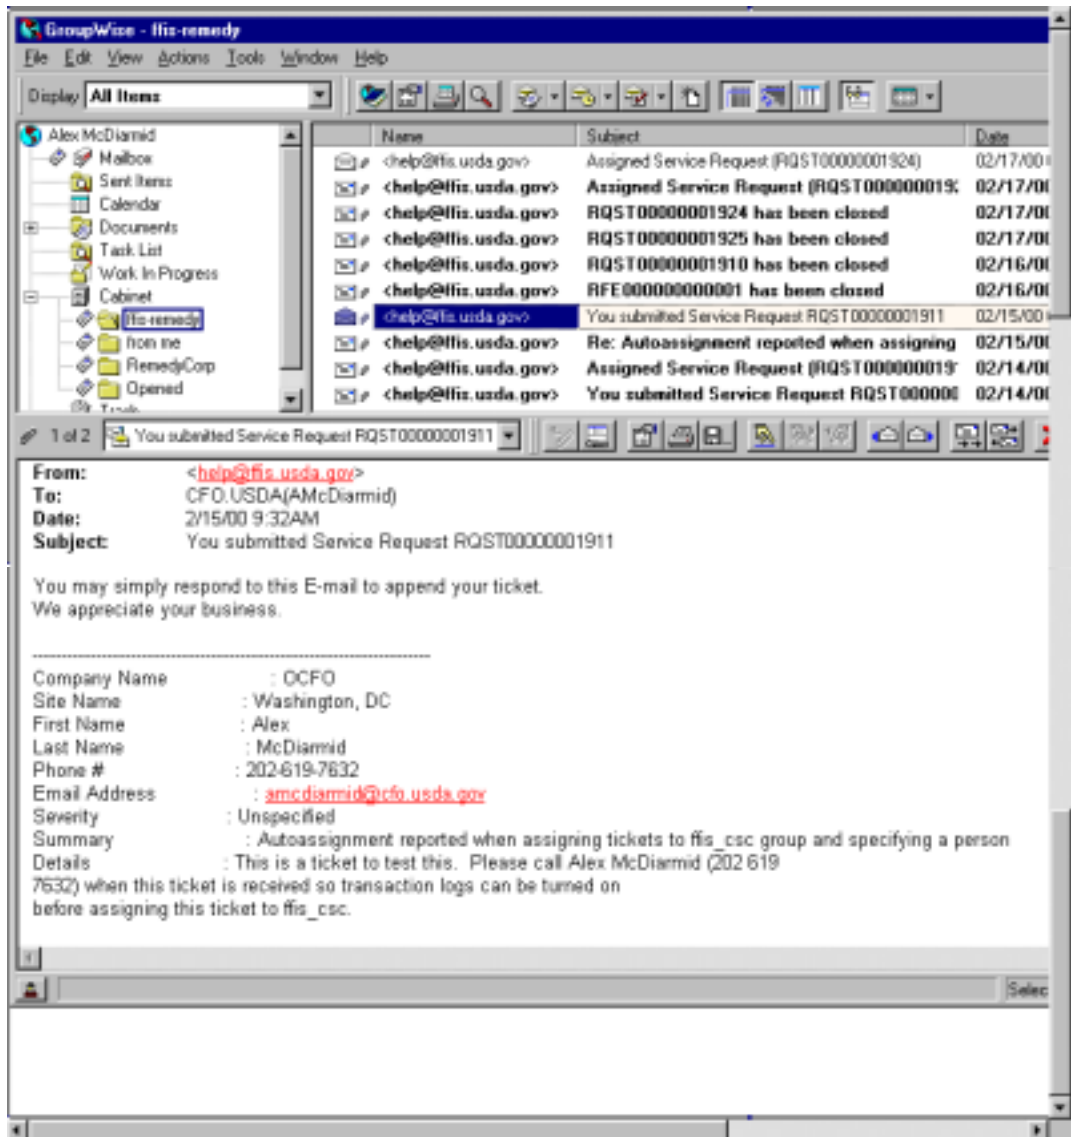 GroupWise - ffis-remedy
File Edit View Actions Tools Window Help
Display All Items
Alex McDiarmid
Mailbox
Sent Items
Calendar
Documents
Task List
Work In Progress
Cabinet
ffis-remedy
from me
RemedyCorp
Opened
Name Subject Date
<help@ffis.usda.gov> Assigned Service Request (RQST00000001924) 02/17/00
<help@ffis.usda.gov> Assigned Service Request (RQST0000000192 02/17/00
<help@ffis.usda.gov> RQST00000001924 has been closed 02/17/00
<help@ffis.usda.gov> RQST00000001925 has been closed 02/17/00
<help@ffis.usda.gov> RQST00000001910 has been closed 02/16/00
<help@ffis.usda.gov> RFE000000000001 has been closed 02/16/00
<help@ffis.usda.gov> You submitted Service Request RQST00000001911 02/15/00
<help@ffis.usda.gov> Re: Autoassignment reported when assigning 02/15/00
<help@ffis.usda.gov> Assigned Service Request (RQST000000019 02/14/00
<help@ffis.usda.gov> You submitted Service Request RQST000000 02/14/00
1 of 2 You submitted Service Request RQST00000001911
From: <help@ffis.usda.gov>
To: CFO.USDA(AMcDiarmid)
Date: 2/15/00 9:32AM
Subject: You submitted Service Request RQST00000001911
You may simply respond to this E-mail to append your ticket.
We appreciate your business.
Company Name : OCFO
Site Name : Washington, DC
First Name : Alex
Last Name : McDiarmid
Phone # : 202-619-7632
Email Address : amcdiarmid@cfo.usda.gov
Severity : Unspecified
Summary : Autoassignment reported when assigning tickets to ffis_csc group and specifying a person
Details : This is a ticket to test this. Please call Alex McDiarmid (202 619
7632) when this ticket is received so transaction logs can be turned on
before assigning this ticket to ffis_csc.
Selec